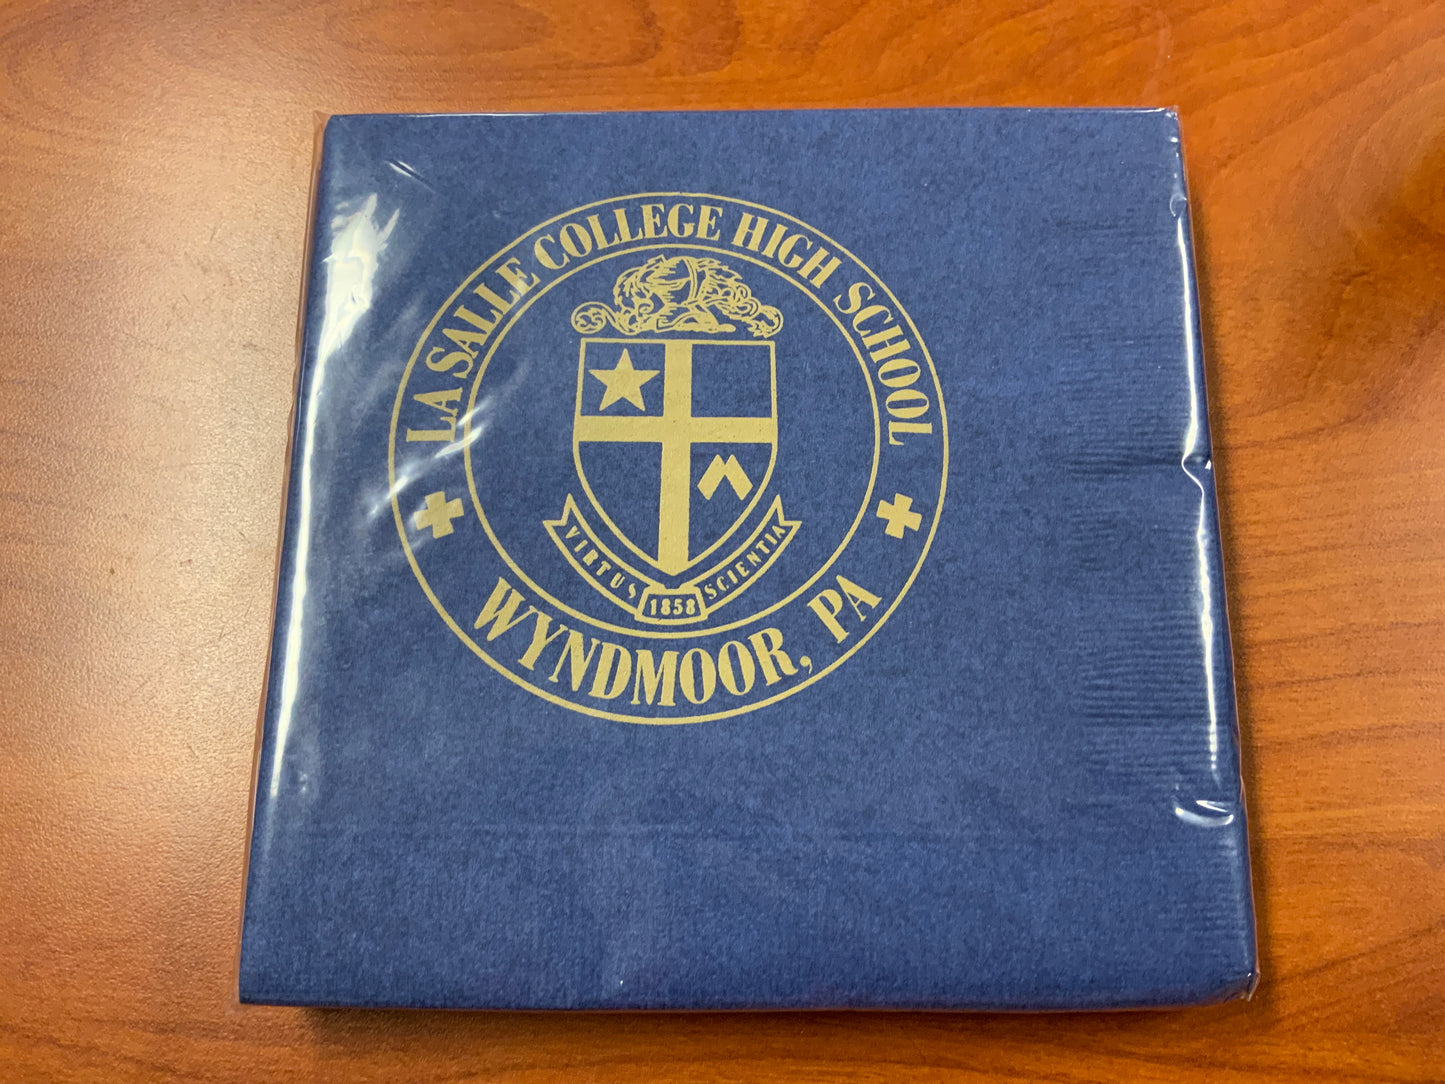 LA SALLE COLLEGE HIGH SCHOOL
VIRTUS SCIENTIA
1858
WYNDMOOR, PA